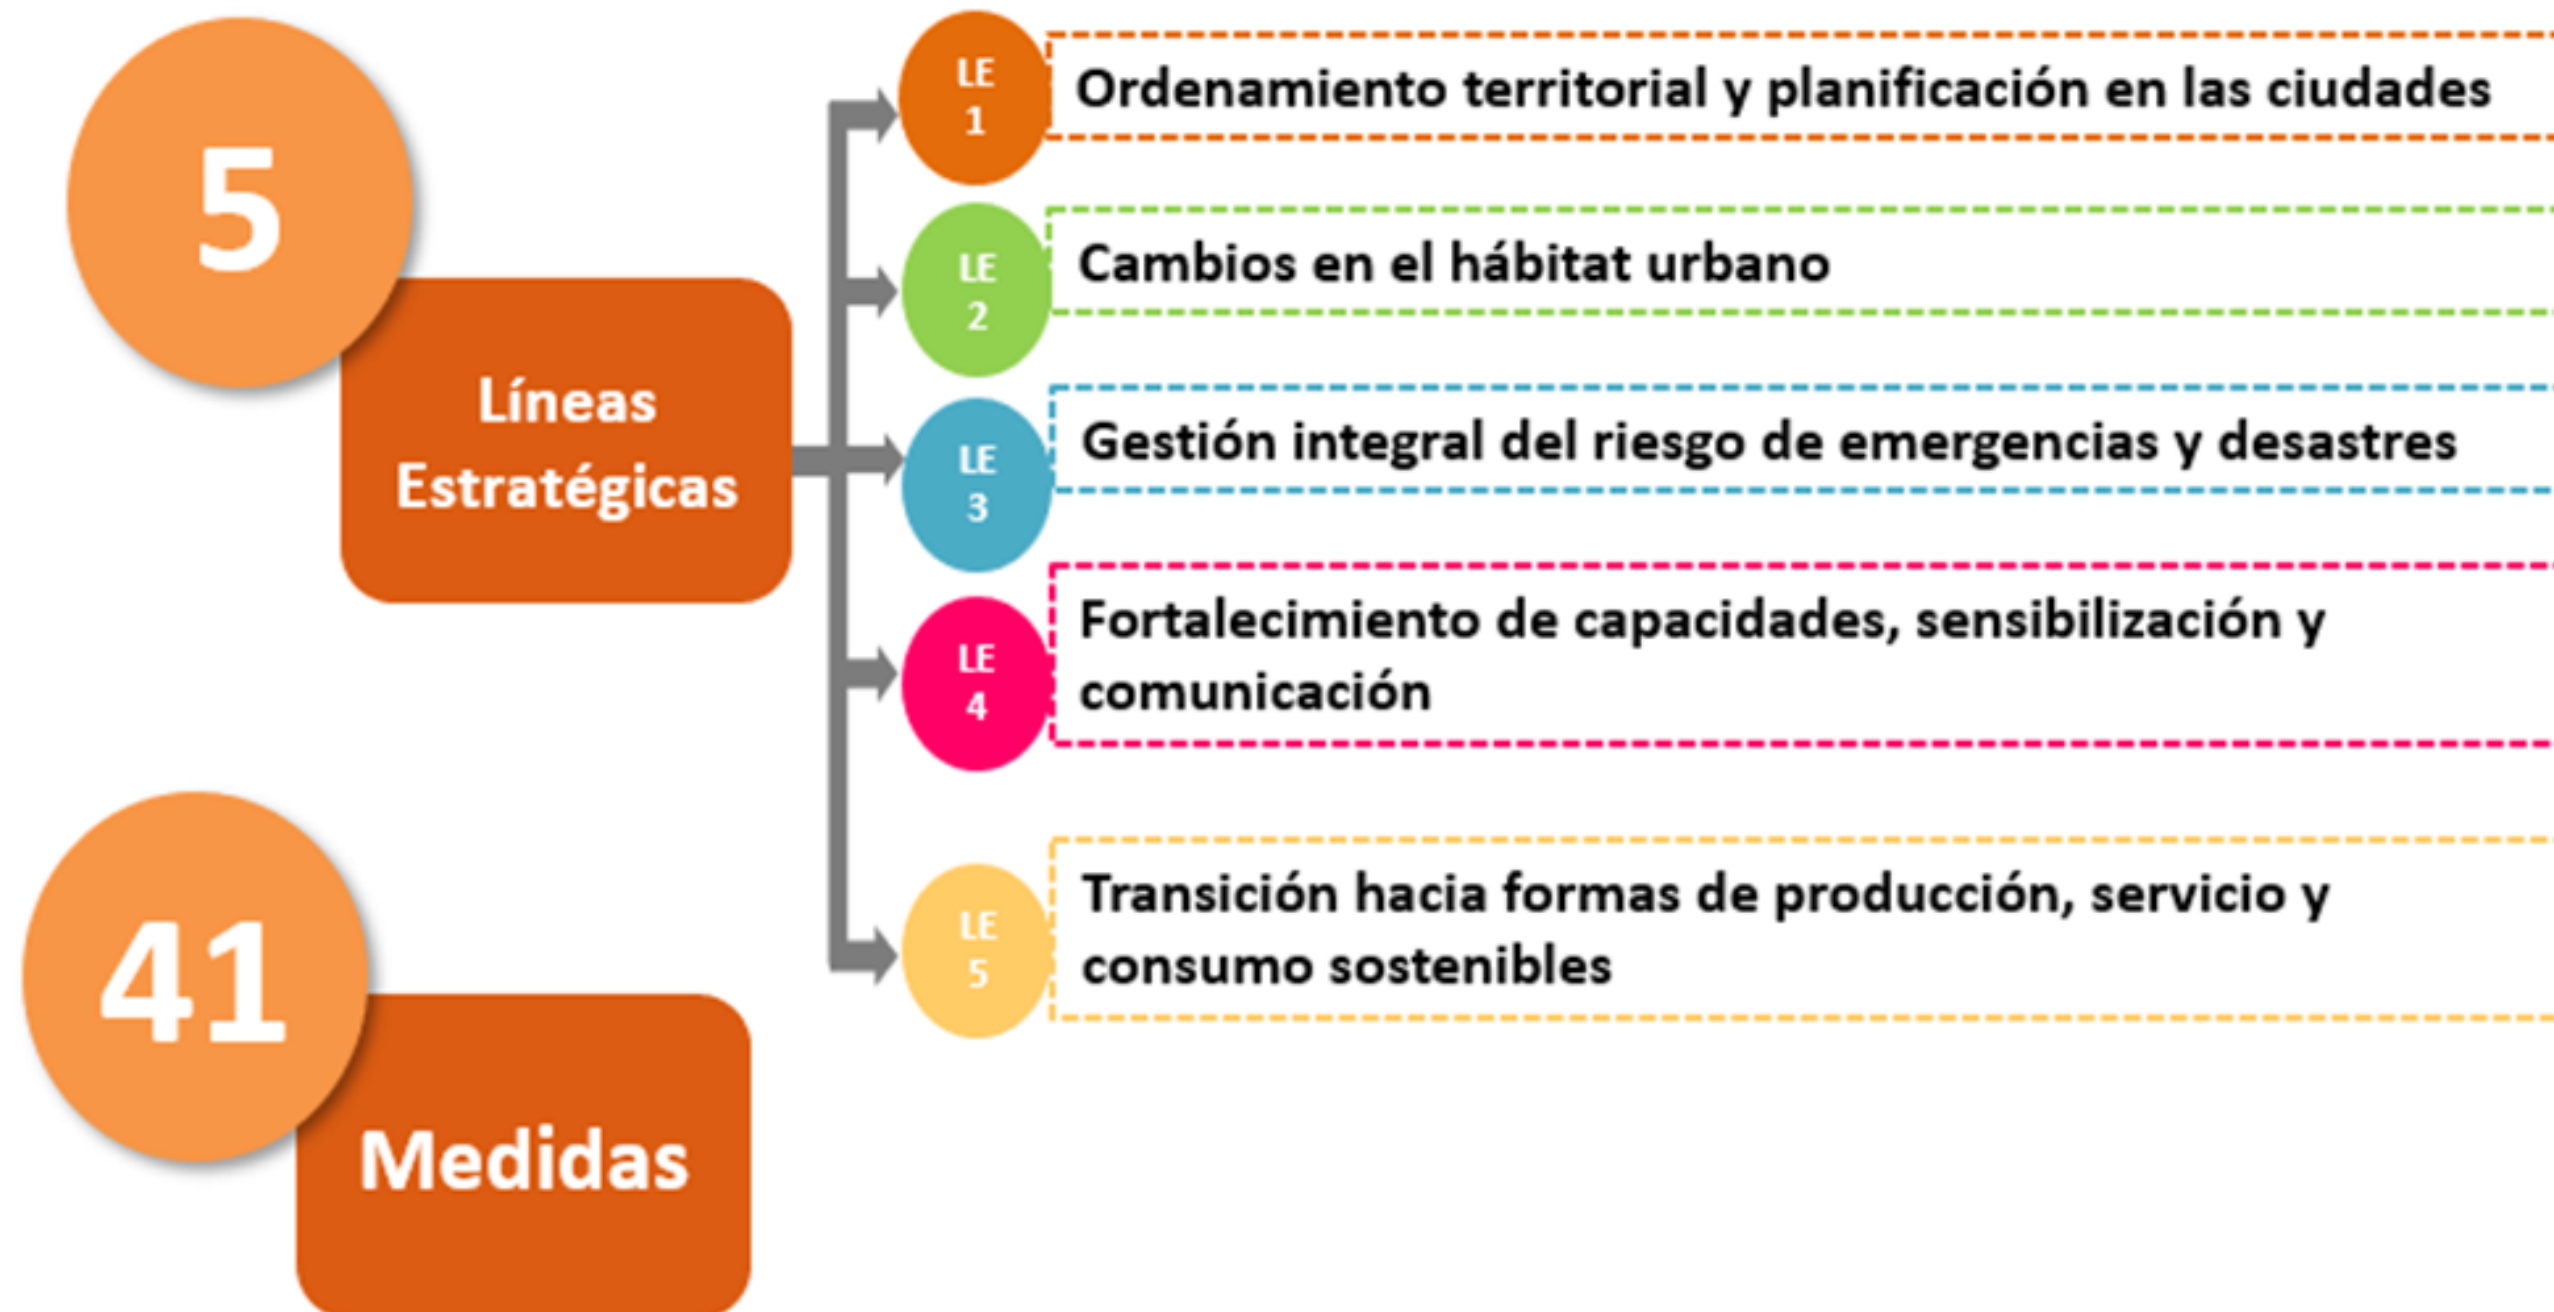 5
Líneas
Estratégicas
LE
1
Ordenamiento territorial y planificación en las ciudades
LE
2
Cambios en el hábitat urbano
LE
3
Gestión integral del riesgo de emergencias y desastres
LE
4
Fortalecimiento de capacidades, sensibilización y
comunicación
LE
5
Transición hacia formas de producción, servicio y
consumo sostenibles
41
Medidas